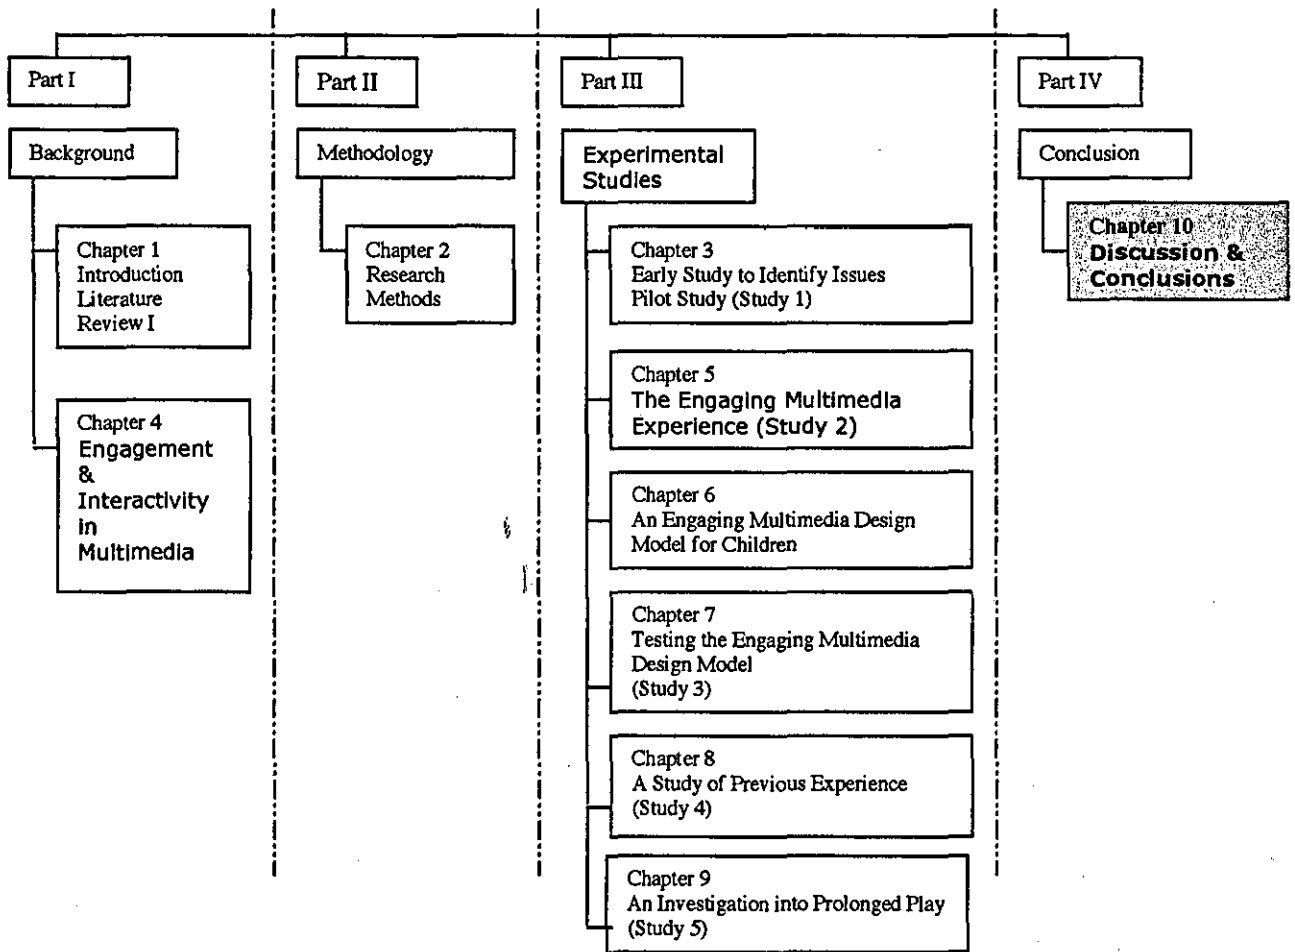 Part I
Background
Chapter 1
Introduction
Literature
Review I
Chapter 4
Engagement
&
Interactivity
in
Multimedia
Part II
Methodology
Chapter 2
Research
Methods
Part III
Experimental
Studies
Chapter 3
Early Study to Identify Issues
Pilot Study (Study 1)
Chapter 5
The Engaging Multimedia
Experience (Study 2)
Chapter 6
An Engaging Multimedia Design
Model for Children
Chapter 7
Testing the Engaging Multimedia
Design Model
(Study 3)
Chapter 8
A Study of Previous Experience
(Study 4)
Chapter 9
An Investigation into Prolonged Play
(Study 5)
Part IV
Conclusion
Chapter 10
Discussion &
Conclusions